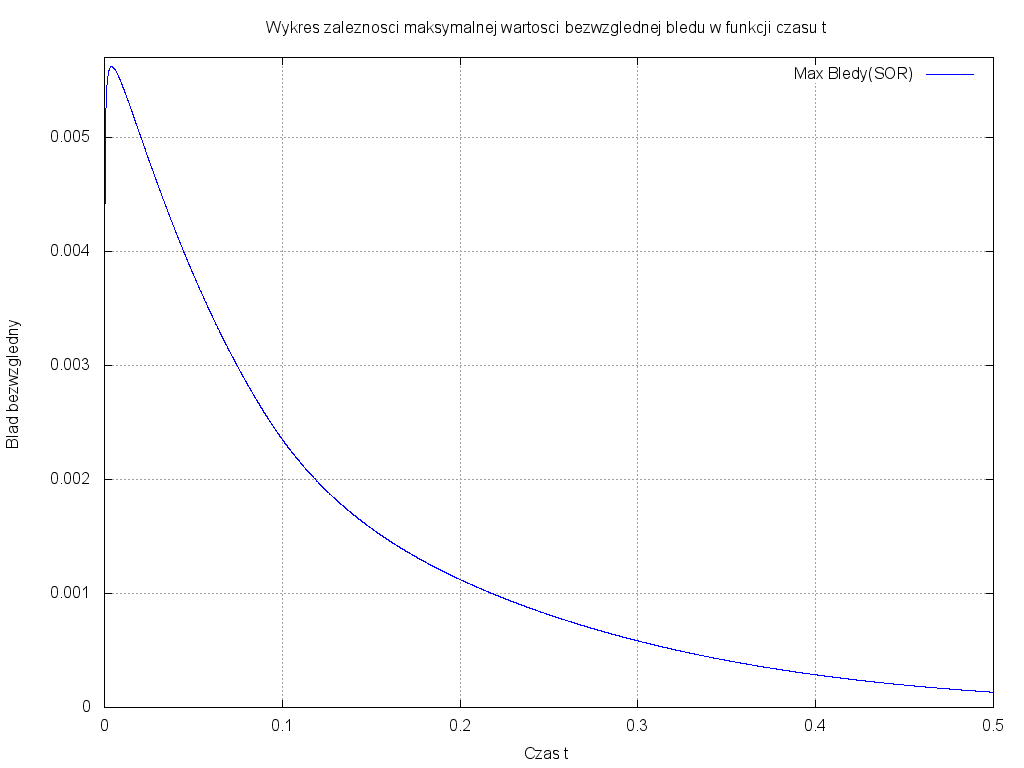 Wykres zaleznosci maksymalnej wartosci bezwzglednej bledu w funkcji czasu t
Max Bledy(SOR)
Blad bezwzgledny
0.005
0.004
0.003
0.002
0.001
0
0 0.1 0.2 0.3 0.4 0.5
Czas t